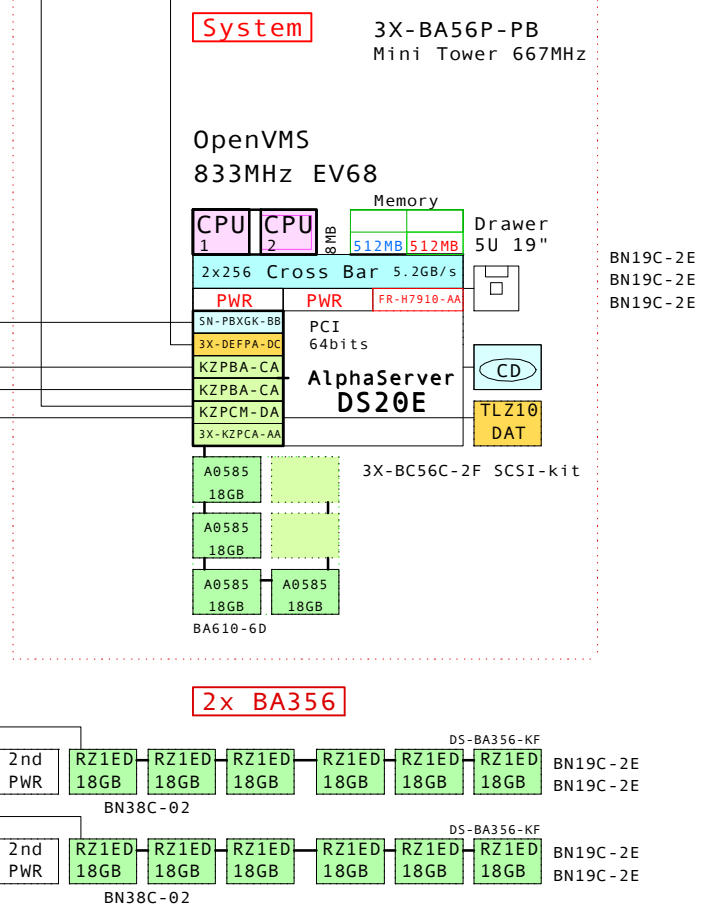 System
3X-BA56P-PB
Mini Tower 667MHz
OpenVMS
833MHz EV68
Memory
CPU
1
CPU
2
8MB
512MB
512MB
Drawer
5U 19"
2x256 Cross Bar 5.2GB/s
BN19C-2E
BN19C-2E
BN19C-2E
PWR
PWR
FR-H7910-AA
SN-PBXGK-BB
3X-DEFPA-DC
KZPBA-CA
KZPBA-CA
KZPCM-DA
3X-KZPCA-AA
PCI
64bits
AlphaServer
DS20E
CD
TLZ10
DAT
A0585
18GB
3X-BC56C-2F SCSI-kit
A0585
18GB
A0585
18GB
A0585
18GB
BA610-6D
2x BA356
DS-BA356-KF
2nd
PWR
RZ1ED
18GB
RZ1ED
18GB
RZ1ED
18GB
RZ1ED
18GB
RZ1ED
18GB
RZ1ED
18GB
BN19C-2E
BN19C-2E
BN38C-02
DS-BA356-KF
2nd
PWR
RZ1ED
18GB
RZ1ED
18GB
RZ1ED
18GB
RZ1ED
18GB
RZ1ED
18GB
RZ1ED
18GB
BN19C-2E
BN19C-2E
BN38C-02